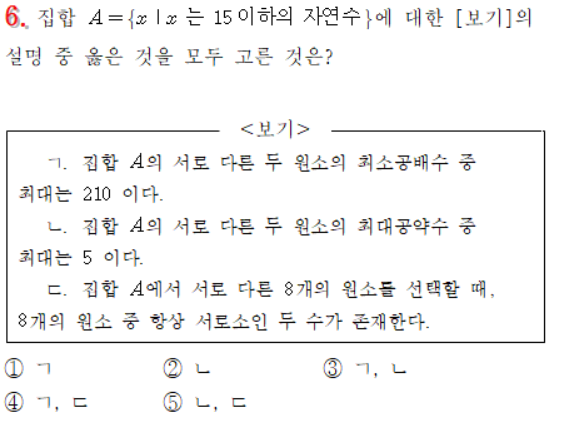 6. 집합 A={x | x 는 15이하의 자연수}에 대한 [보기]의
설명 중 옳은 것을 모두 고른 것은?
<보기>
ㄱ. 집합 A의 서로 다른 두 원소의 최소공배수 중
최대는 210 이다.
ㄴ. 집합 A의 서로 다른 두 원소의 최대공약수 중
최대는 5 이다.
ㄷ. 집합 A에서 서로 다른 8개의 원소를 선택할 때,
8개의 원소 중 항상 서로소인 두 수가 존재한다.
① ㄱ ② ㄴ ③ ㄱ, ㄴ
④ ㄱ, ㄷ ⑤ ㄴ, ㄷ